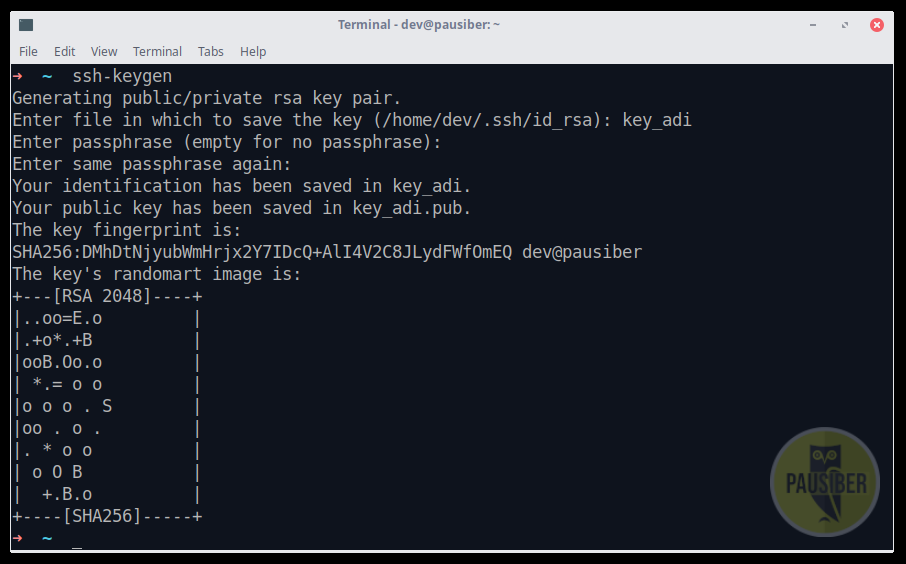 Terminal - dev@pausiber: ~
File Edit View Terminal Tabs Help
➜ ~ ssh-keygen
Generating public/private rsa key pair.
Enter file in which to save the key (/home/dev/.ssh/id_rsa): key_adi
Enter passphrase (empty for no passphrase):
Enter same passphrase again:
Your identification has been saved in key_adi.
Your public key has been saved in key_adi.pub.
The key fingerprint is:
SHA256:DMhDtNjyubWmHrjx2Y7IDcQ+AlI4V2C8JLydFWfOmEQ dev@pausiber
The key's randomart image is:
+---[RSA 2048]----+
|..oo=E.o         |
|.+o*.+B          |
|ooB.Oo.o         |
| *.= o o         |
|o o o . S        |
|oo . o .         |
|. * o o          |
| o O B           |
|  +.B.o          |
+----[SHA256]-----+
➜ ~ _
PAUSIBER